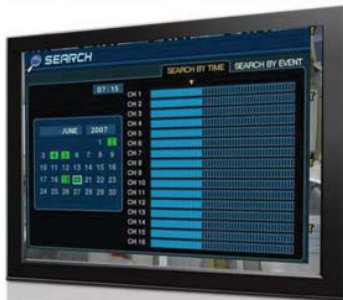 SEARCH
SEARCH BY TIME SEARCH BY EVENT
07:15
JUNE 2007
1 2
3 4 5 6 7 8 9
10 11 12 13 14 15 16
17 18 19 20 21 22 23
24 25 26 27 28 29 30
CH 1
CH 2
CH 3
CH 4
CH 5
CH 6
CH 7
CH 8
CH 9
CH 10
CH 11
CH 12
CH 13
CH 14
CH 15
CH 16